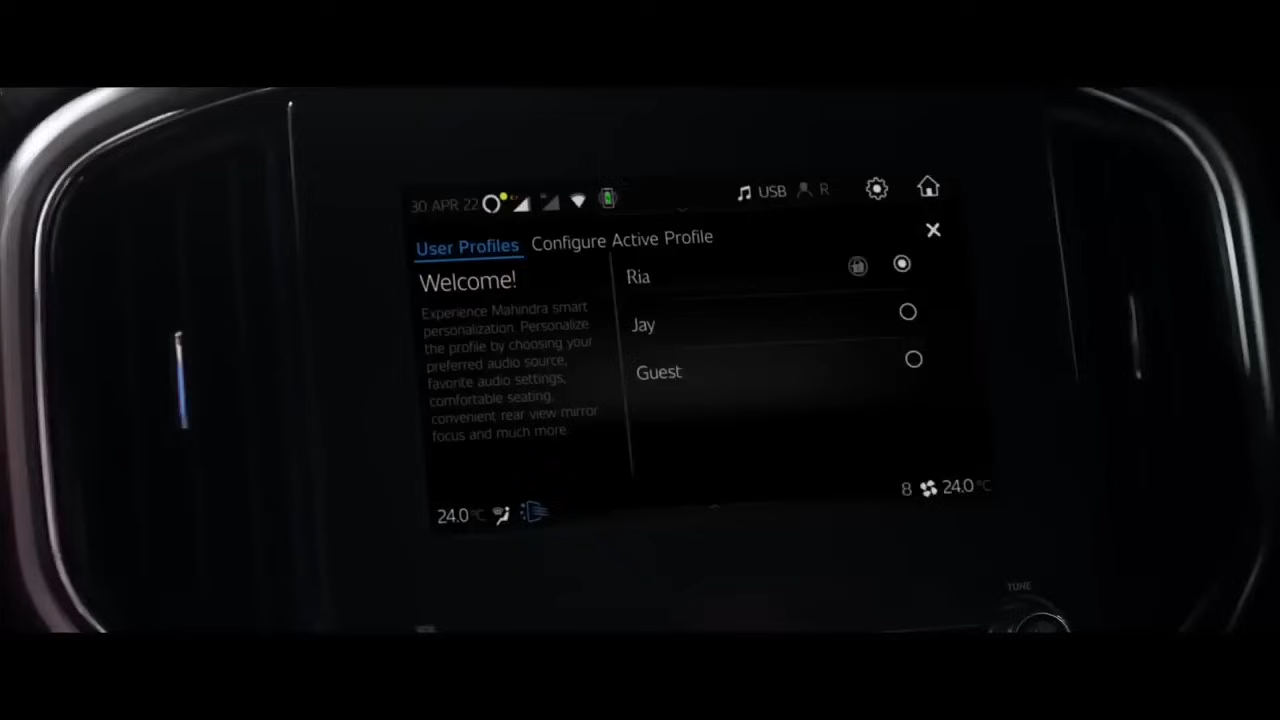 30 APR 22
USB R
User Profiles Configure Active Profile
Welcome!
Experience Mahindra smart
personalization. Personalize
the profile by choosing your
preferred audio source,
favorite audio settings,
comfortable seating,
convenient rear view mirror
focus and much more
Ria
Jay
Guest
24.0 °C
8 24.0 °C
TUNE